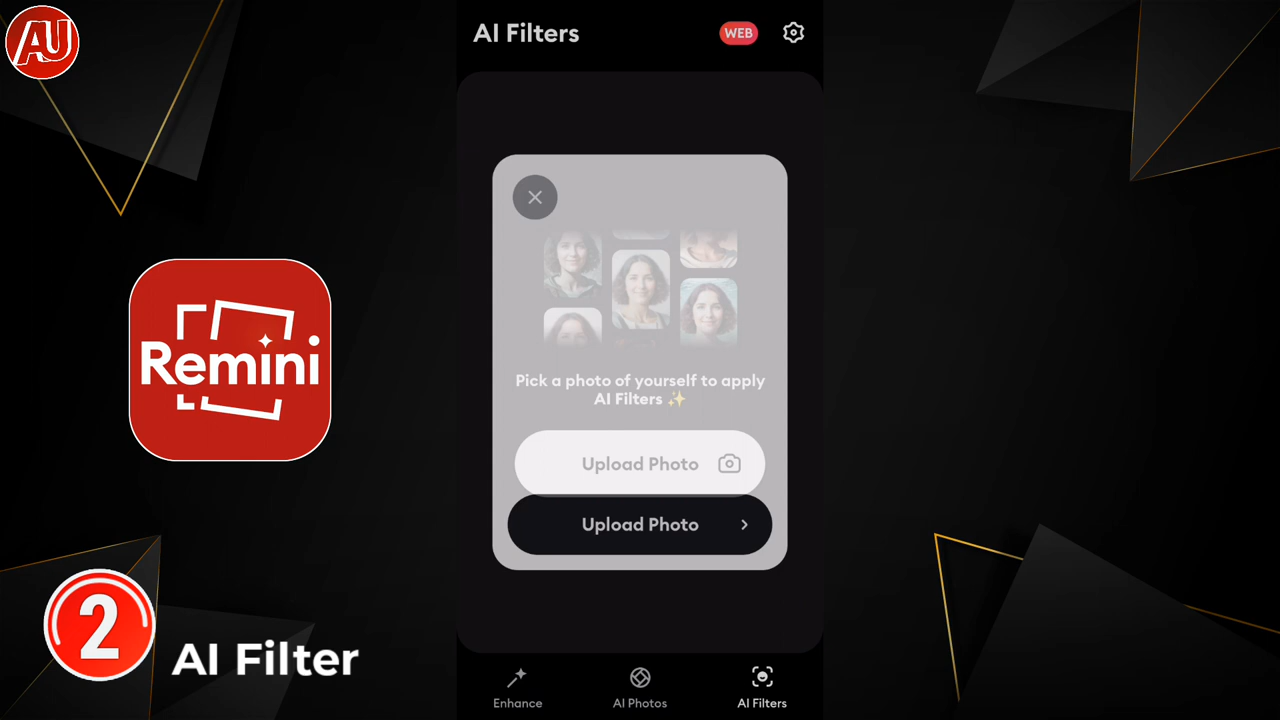 AU
AI Filters
WEB
Remini
Pick a photo of yourself to apply
AI Filters ✨
Upload Photo
Upload Photo
2
AI Filter
Enhance
AI Photos
AI Filters